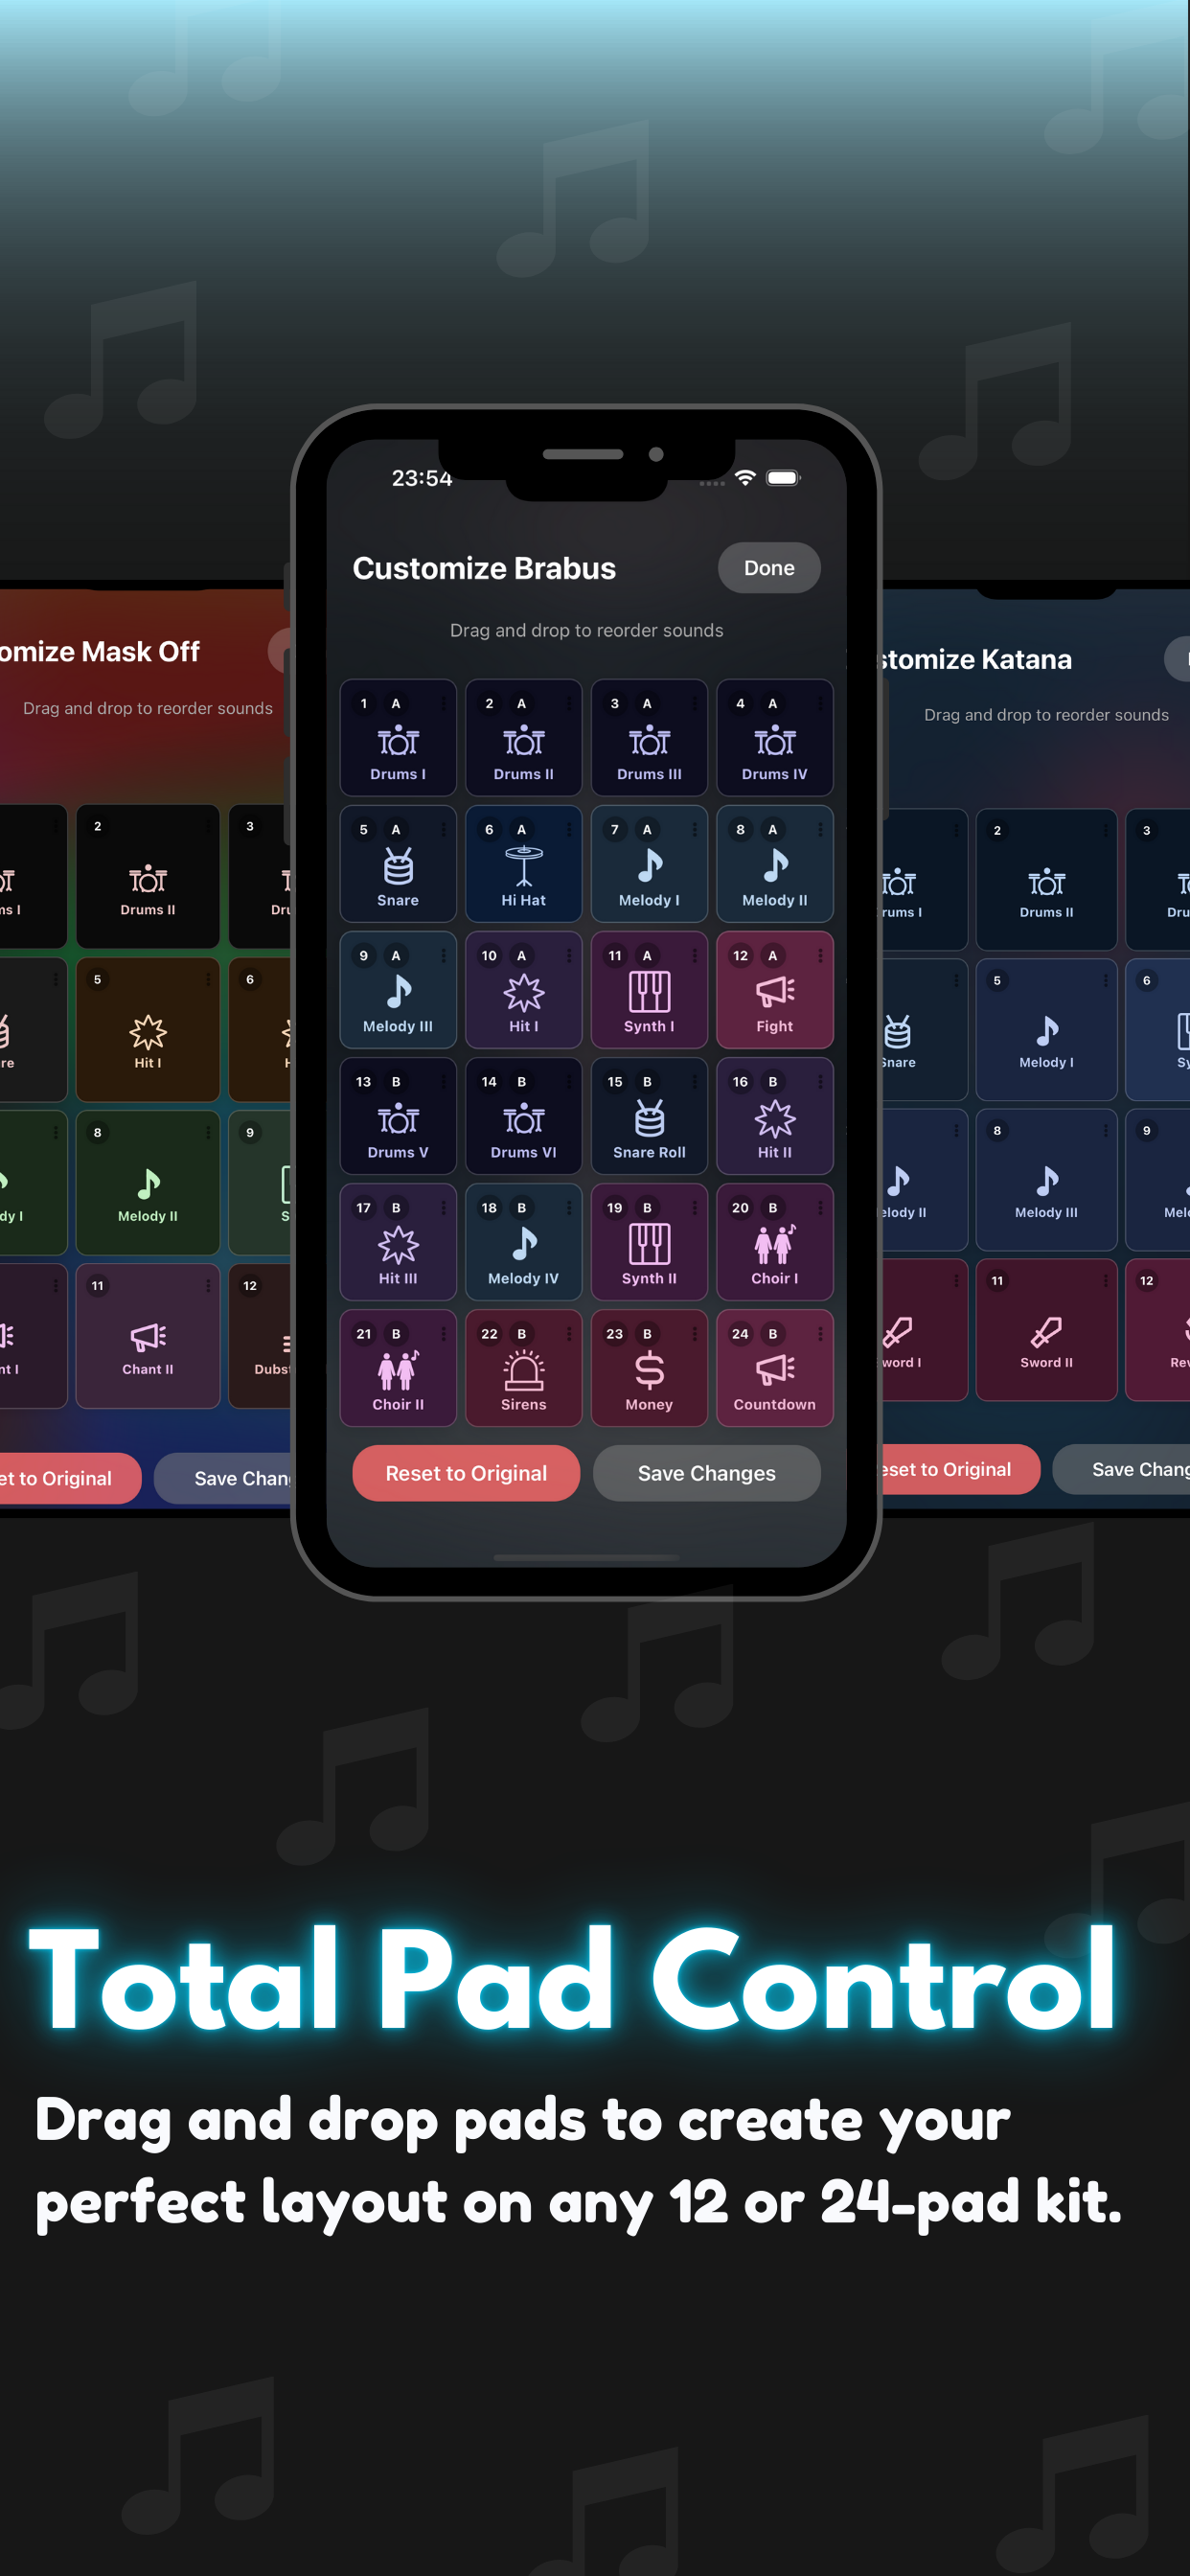 23:54
Customize Brabus
Done
Drag and drop to reorder sounds
1 A
2 A
3 A
4 A
Drums I
Drums II
Drums III
Drums IV
5 A
6 A
7 A
8 A
Snare
Hi Hat
Melody I
Melody II
9 A
10 A
11 A
12 A
Melody III
Hit I
Synth I
Fight
13 B
14 B
15 B
16 B
Drums V
Drums VI
Snare Roll
Hit II
17 B
18 B
19 B
20 B
Hit III
Melody IV
Synth II
Choir I
21 B
22 B
23 B
24 B
Choir II
Sirens
Money
Countdown
Reset to Original
Save Changes
omize Mask Off
Drag and drop to reorder sounds
2
3
ms I
Drums II
Dru
5
6
re
Hit I
H
8
9
dy I
Melody II
S
11
12
nt I
Chant II
Dubst
et to Original
Save Chang
stomize Katana
Drag and drop to reorder sounds
2
3
rums I
Drums II
Dru
5
6
Snare
Melody I
Sy
8
9
elody II
Melody III
Mel
11
12
word I
Sword II
Rev
eset to Original
Save Chang
Total Pad Control
Drag and drop pads to create your
perfect layout on any 12 or 24-pad kit.